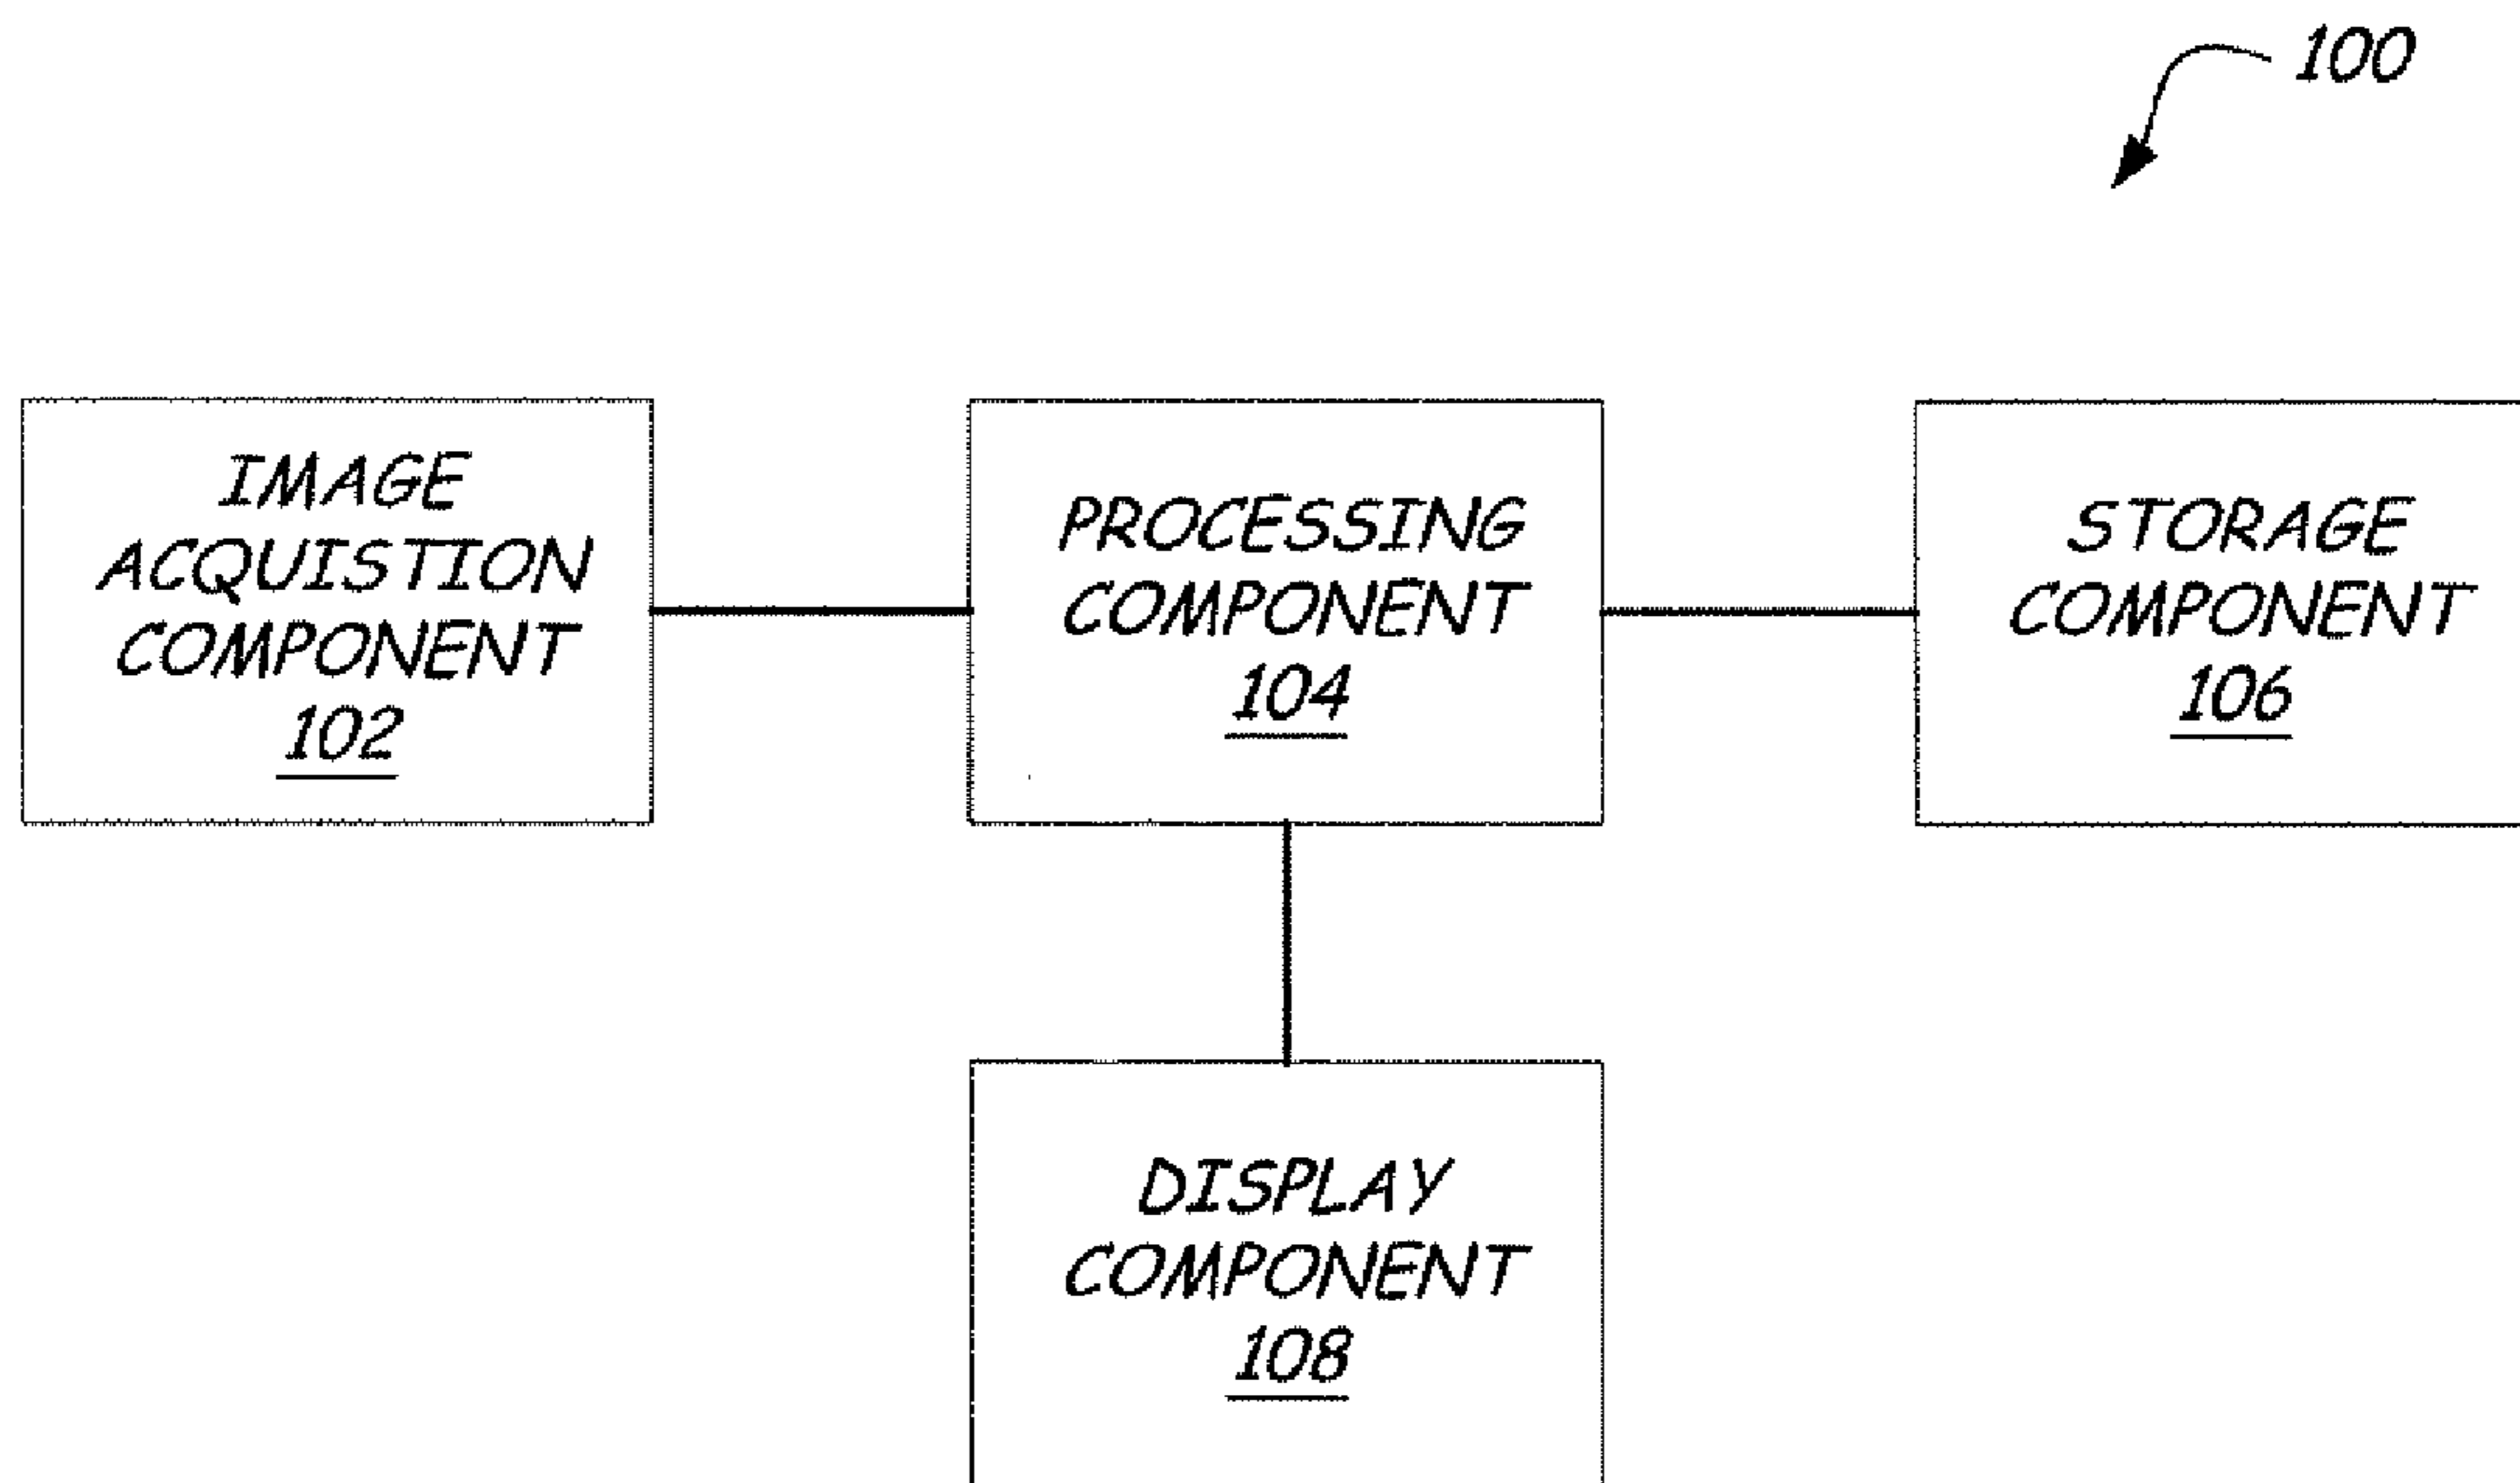 100
IMAGE
ACQUISTION
COMPONENT
102
PROCESSING
COMPONENT
104
STORAGE
COMPONENT
106
DISPLAY
COMPONENT
108